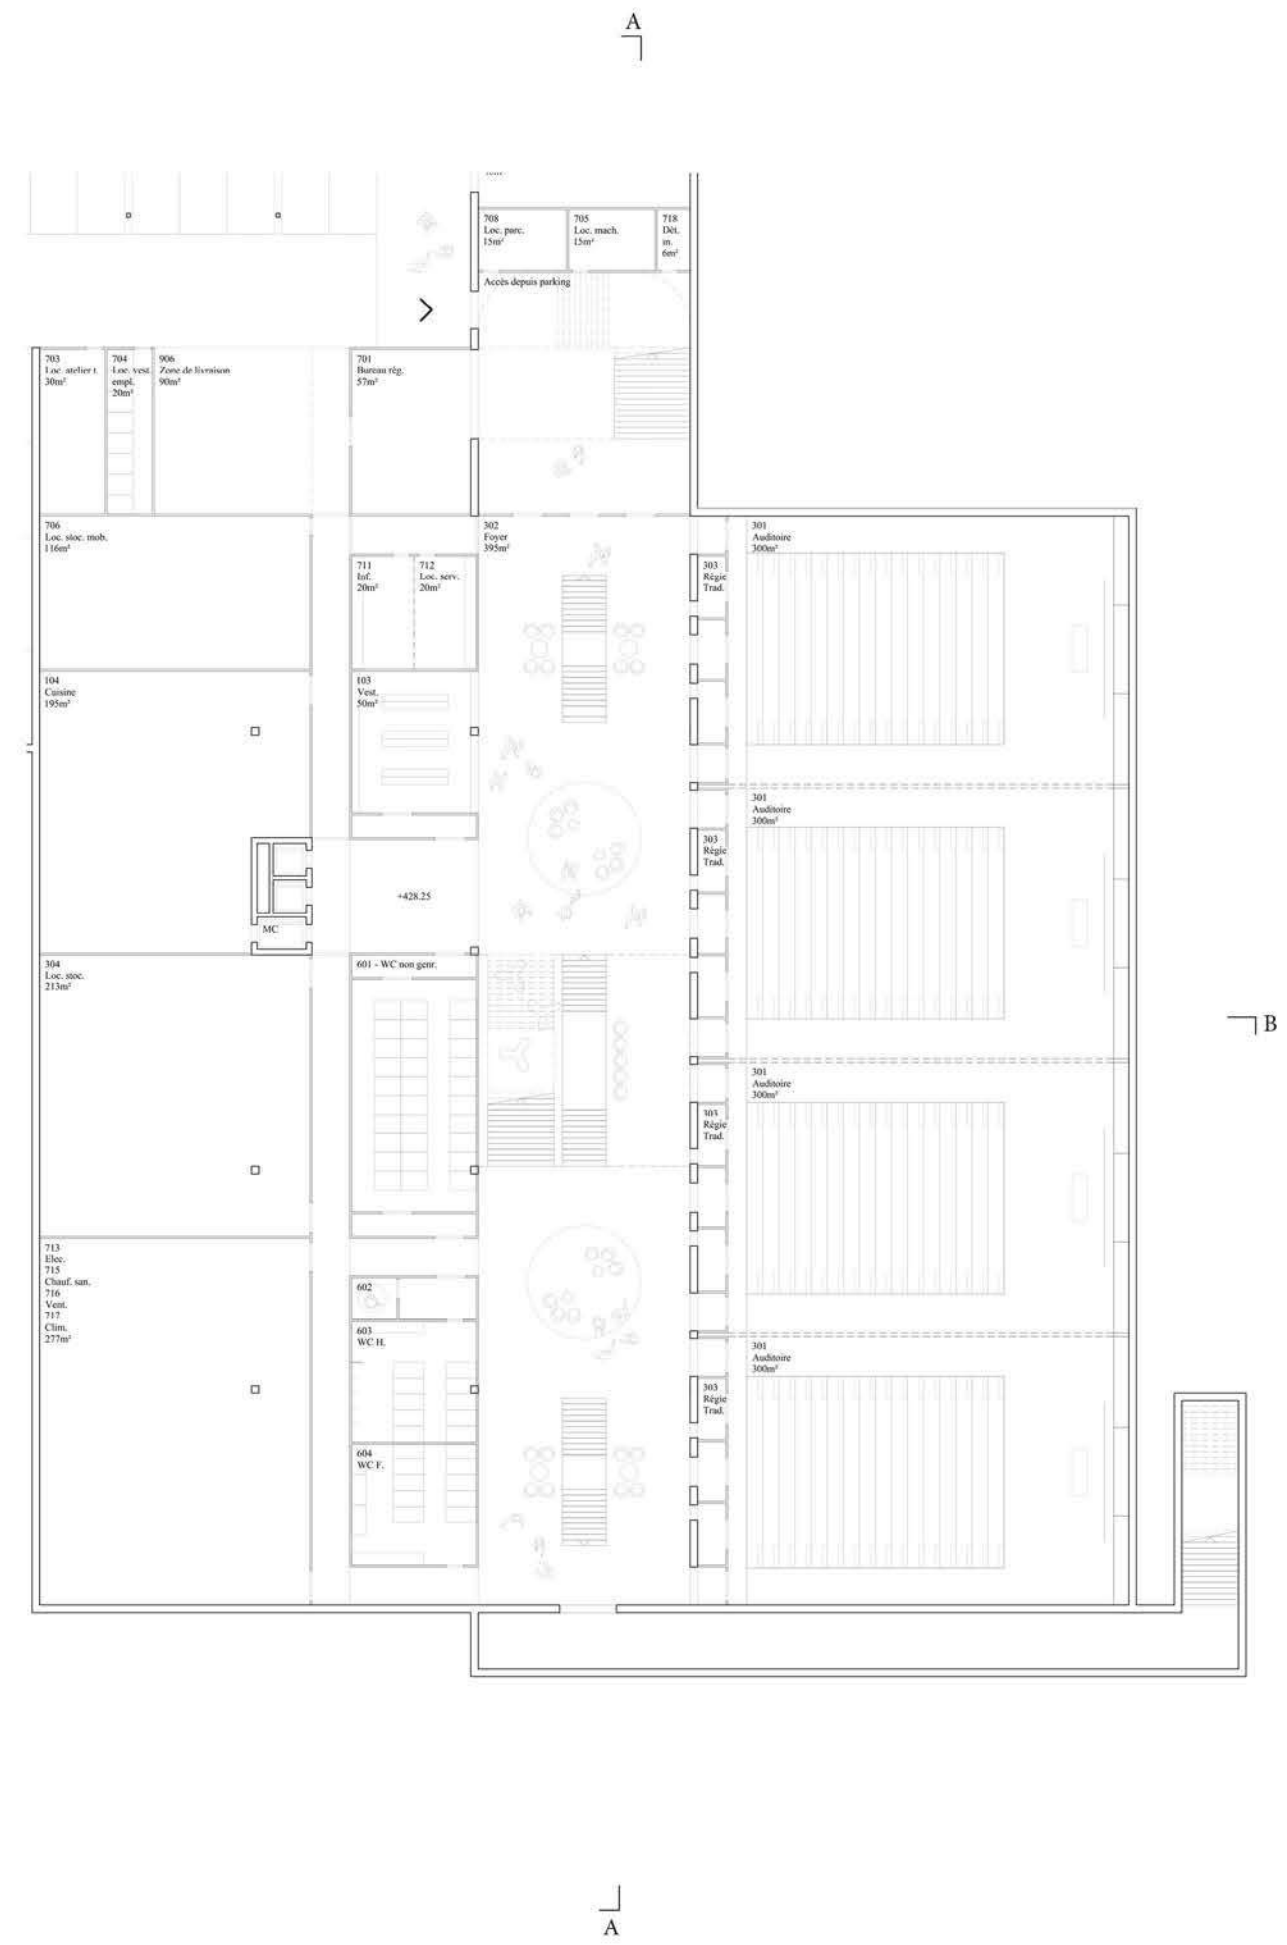 A
708
Loc. parc.
15m²
705
Loc. mach.
15m²
718
Dét.
in.
6m²
Accès depuis parking
703
Loc. atelier t.
30m²
704
Loc. vest.
empl.
20m²
906
Zone de livraison
90m²
701
Bureau rég.
57m²
706
Loc. stoc. mob.
116m²
711
Inf.
20m²
712
Loc. serv.
20m²
302
Foyer
395m²
303
Régie
Trad.
301
Auditoire
300m²
104
Cuisine
195m²
103
Vest.
50m²
301
Auditoire
300m²
303
Régie
Trad.
+428.25
MC
304
Loc. stoc.
213m²
601 - WC non genr.
B
301
Auditoire
300m²
303
Régie
Trad.
713
Elec.
715
Chauf. san.
716
Vent.
717
Clim.
277m²
602
603
WC H.
301
Auditoire
300m²
303
Régie
Trad.
604
WC F.
A